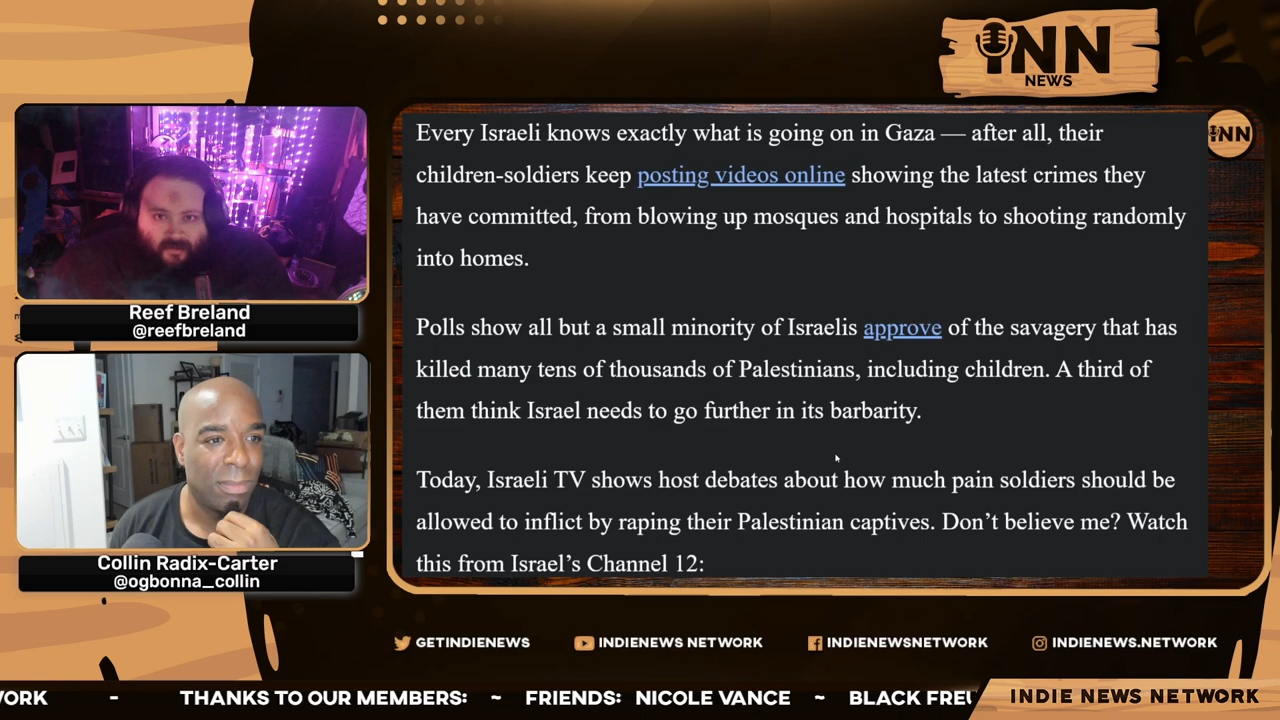 iNN
NEWS
iNN
Every Israeli knows exactly what is going on in Gaza — after all, their
children-soldiers keep posting videos online showing the latest crimes they
have committed, from blowing up mosques and hospitals to shooting randomly
into homes.
Polls show all but a small minority of Israelis approve of the savagery that has
killed many tens of thousands of Palestinians, including children. A third of
them think Israel needs to go further in its barbarity.
Today, Israeli TV shows host debates about how much pain soldiers should be
allowed to inflict by raping their Palestinian captives. Don’t believe me? Watch
this from Israel’s Channel 12:
Reef Breland
@reefbreland
Collin Radix-Carter
@ogbonna_collin
GETINDIENEWS
INDIENEWS NETWORK
INDIENEWSNETWORK
INDIENEWS.NETWORK
ORK - THANKS TO OUR MEMBERS: ~ FRIENDS: NICOLE VANCE ~ BLACK FREU
INDIE NEWS NETWORK